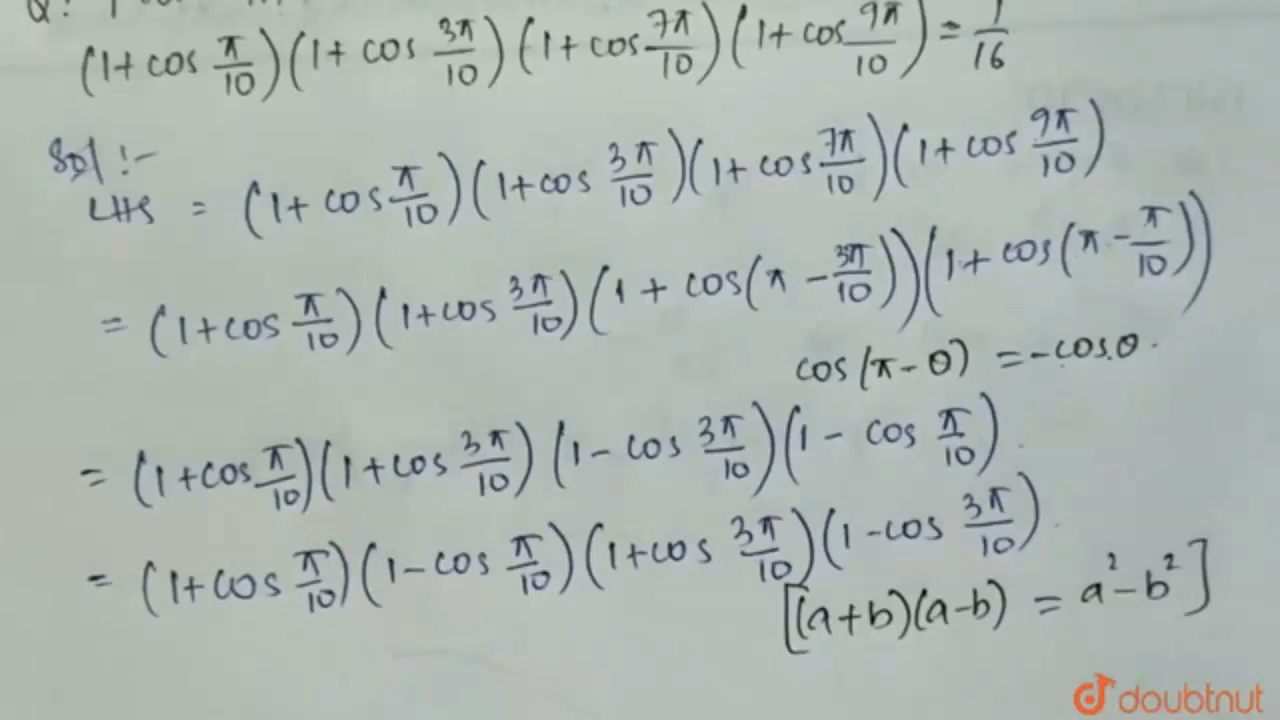 Q:
(1+cos π/10)(1+cos 3π/10)(1+cos 7π/10)(1+cos 9π/10) = 1/16
Sol :-
LHS = (1+cos π/10)(1+cos 3π/10)(1+cos 7π/10)(1+cos 9π/10)
= (1+cos π/10)(1+cos 3π/10)(1+cos(π - 3π/10))(1+cos(π - π/10))
cos(π-θ) = -cosθ.
= (1+cos π/10)(1+cos 3π/10)(1-cos 3π/10)(1-cos π/10).
= (1+cos π/10)(1-cos π/10)(1+cos 3π/10)(1-cos 3π/10).
[(a+b)(a-b) = a²-b²]
doubtnut